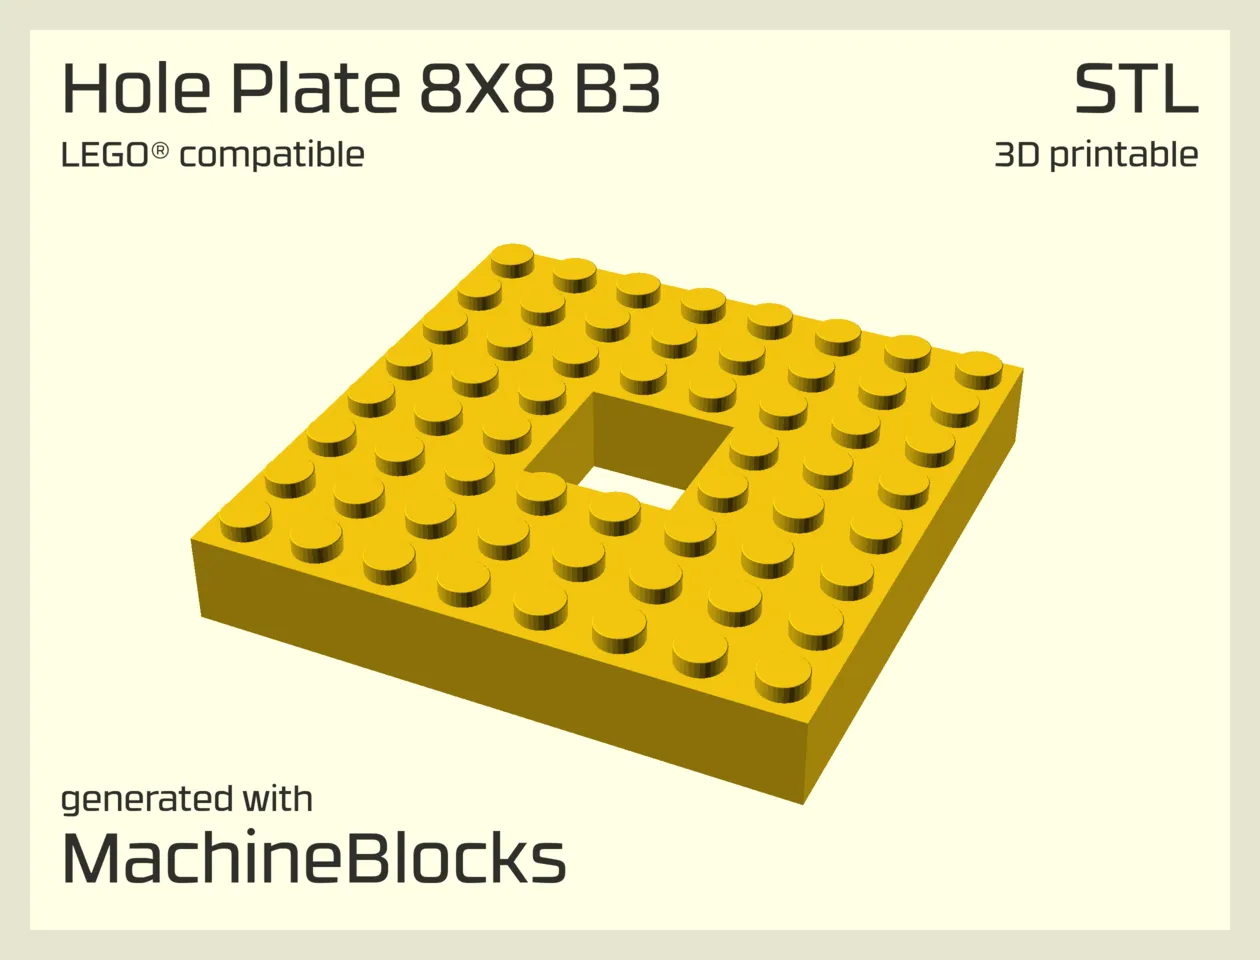 Hole Plate 8X8 B3
STL
LEGO® compatible
3D printable
generated with
MachineBlocks